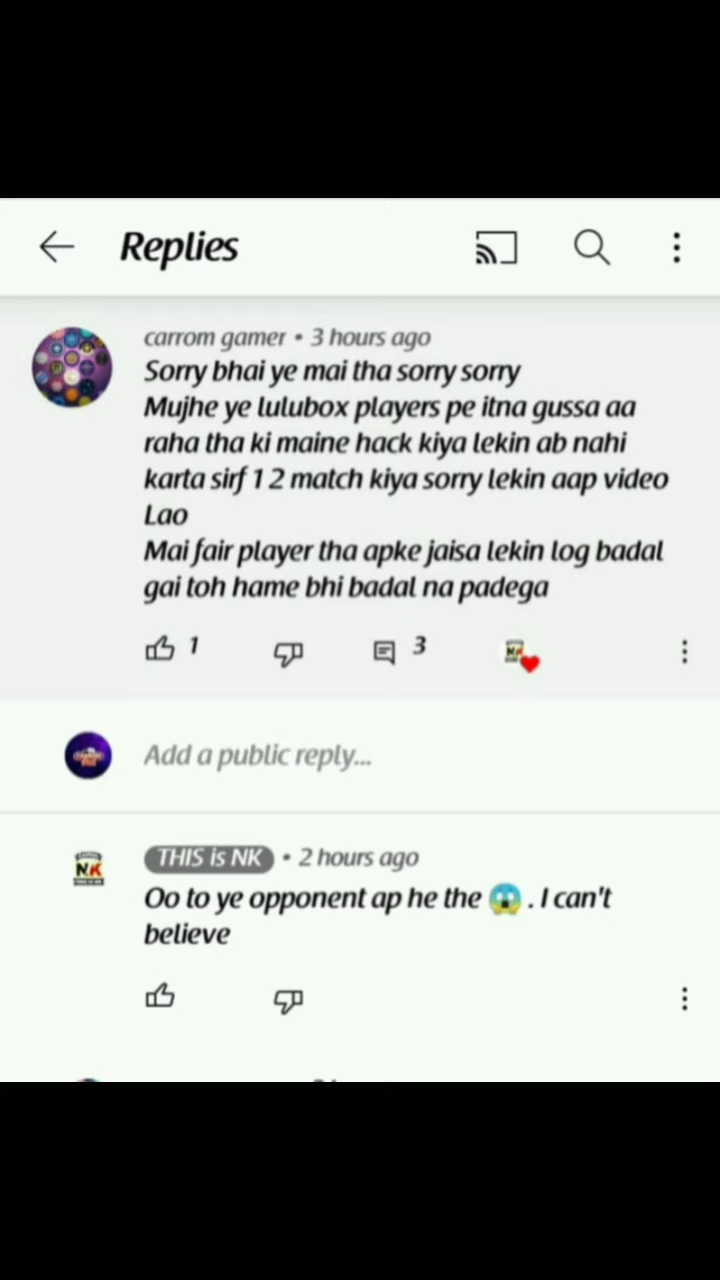 Replies
carrom gamer • 3 hours ago
Sorry bhai ye mai tha sorry sorry
Mujhe ye lulubox players pe itna gussa aa
raha tha ki maine hack kiya lekin ab nahi
karta sirf 1 2 match kiya sorry lekin aap video
Lao
Mai fair player tha apke jaisa lekin log badal
gai toh hame bhi badal na padega
1 3
Add a public reply...
THIS is NK • 2 hours ago
Oo to ye opponent ap he the 😱 . I can't
believe
NK